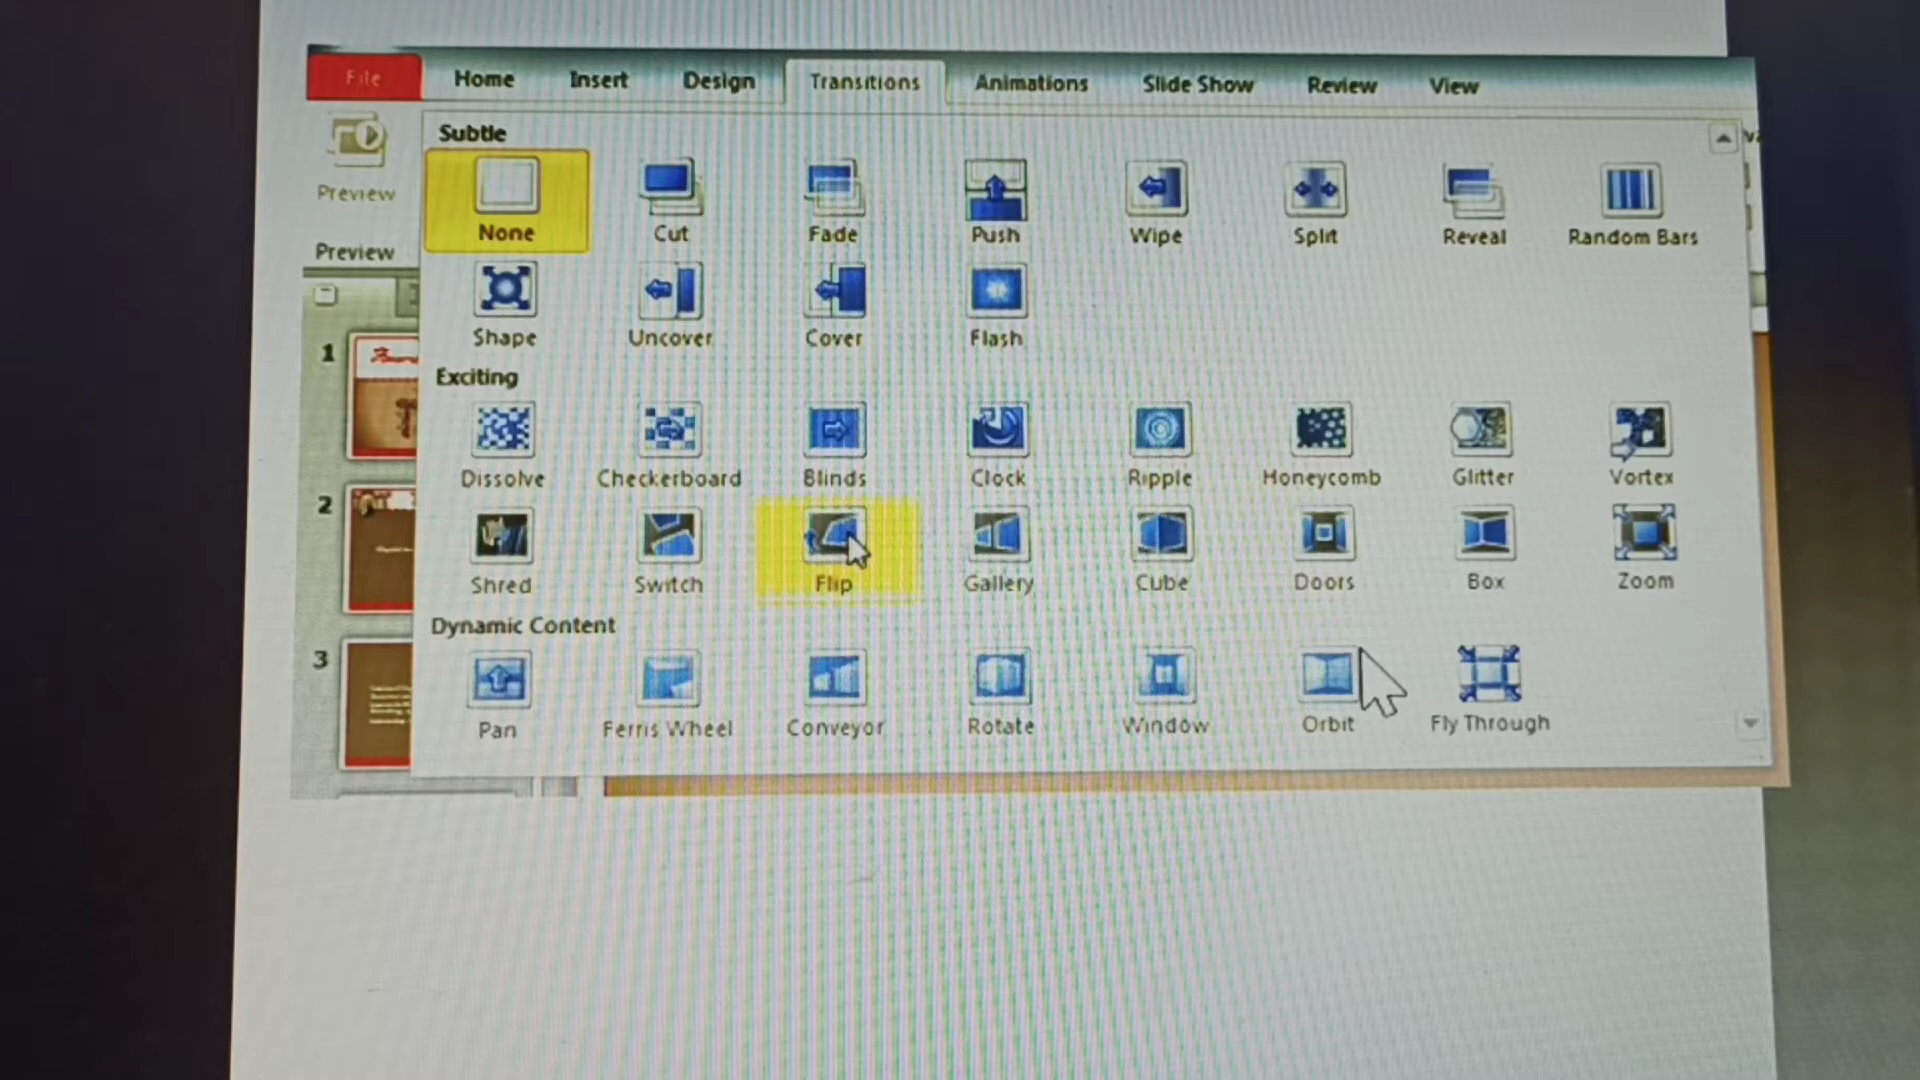 File Home Insert Design Transitions Animations Slide Show Review View
Preview
Preview
Subtle
None Cut Fade Push Wipe Split Reveal Random Bars
Shape Uncover Cover Flash
Exciting
Dissolve Checkerboard Blinds Clock Ripple Honeycomb Glitter Vortex
Shred Switch Flip Gallery Cube Doors Box Zoom
Dynamic Content
Pan Ferris Wheel Conveyor Rotate Window Orbit Fly Through
1
2
3